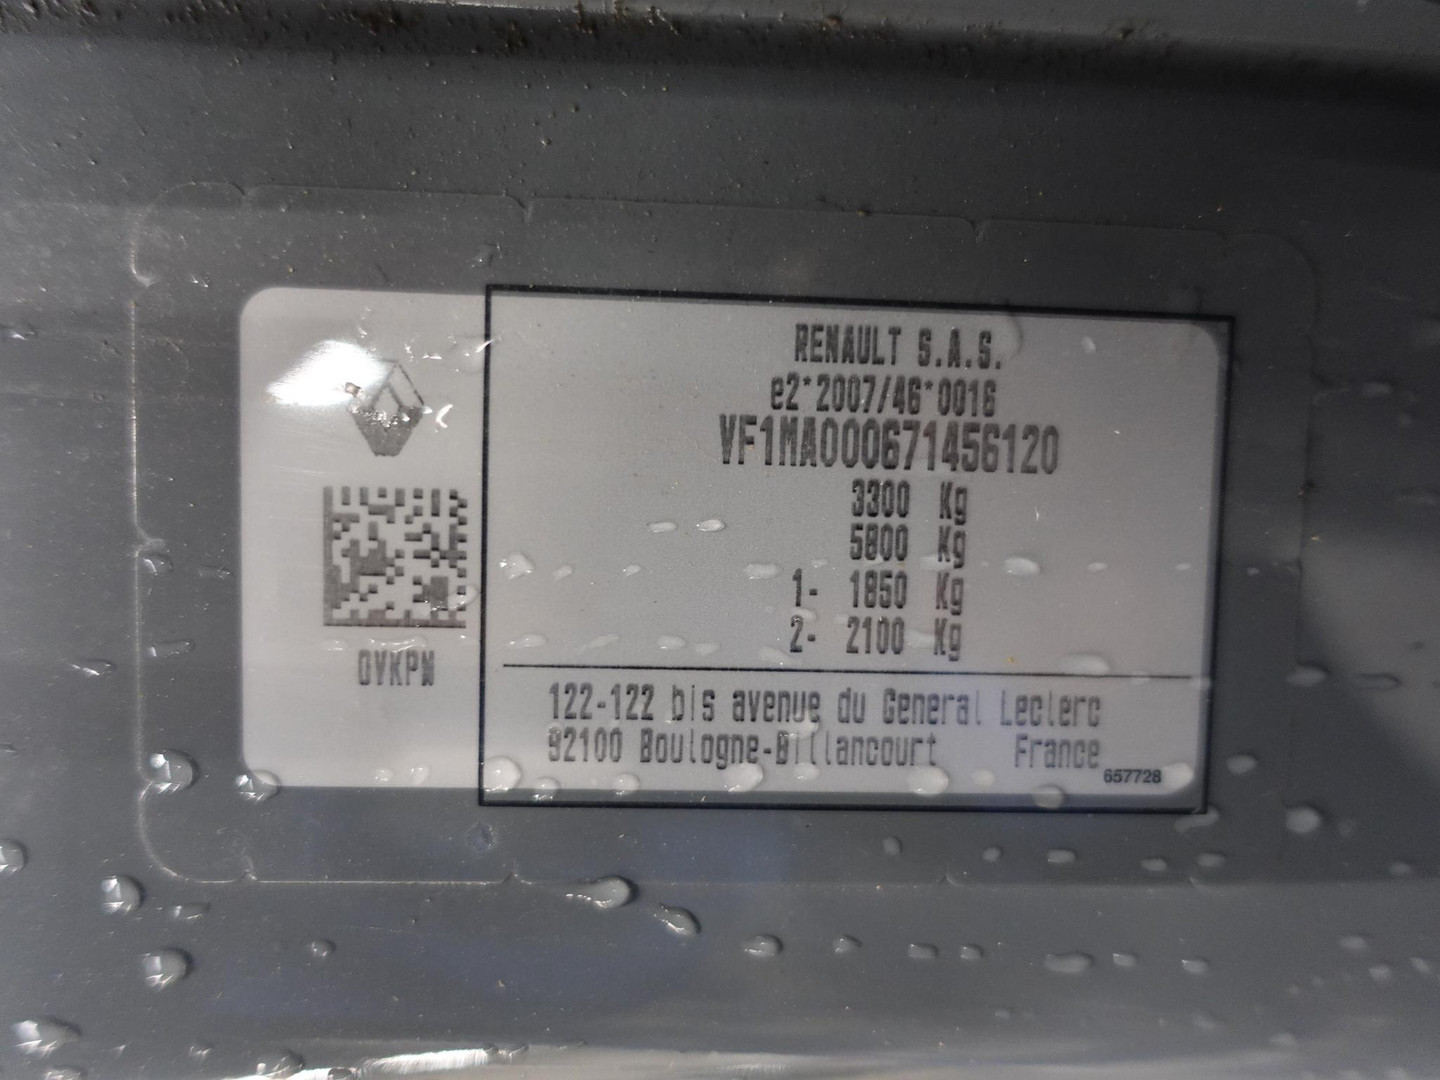 RENAULT S.A.S.
e2*2007/46*0016
VF1MA000671456120
3300 Kg
5800 Kg
1- 1850 Kg
2- 2100 Kg
OVKPN
122-122 bis avenue du General Leclerc
92100 Boulogne-Billancourt France
657728